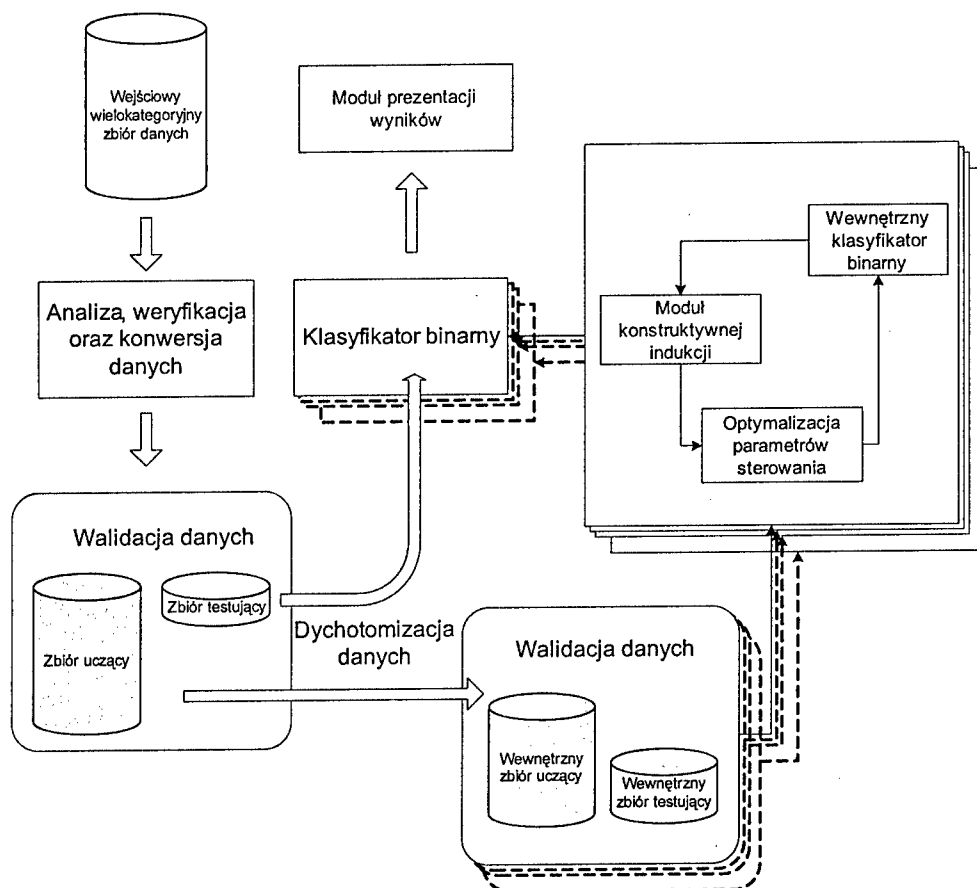 Wejściowy
wielokategoryjny
zbiór danych
Moduł prezentacji
wyników
Analiza, weryfikacja
oraz konwersja
danych
Klasyfikator binarny
Wewnętrzny
klasyfikator
binarny
Moduł
konstruktywnej
indukcji
Optymalizacja
parametrów
sterowania
Walidacja danych
Zbiór testujący
Zbiór uczący
Dychotomizacja
danych
Walidacja danych
Wewnętrzny
zbiór uczący
Wewnętrzny
zbiór testujący